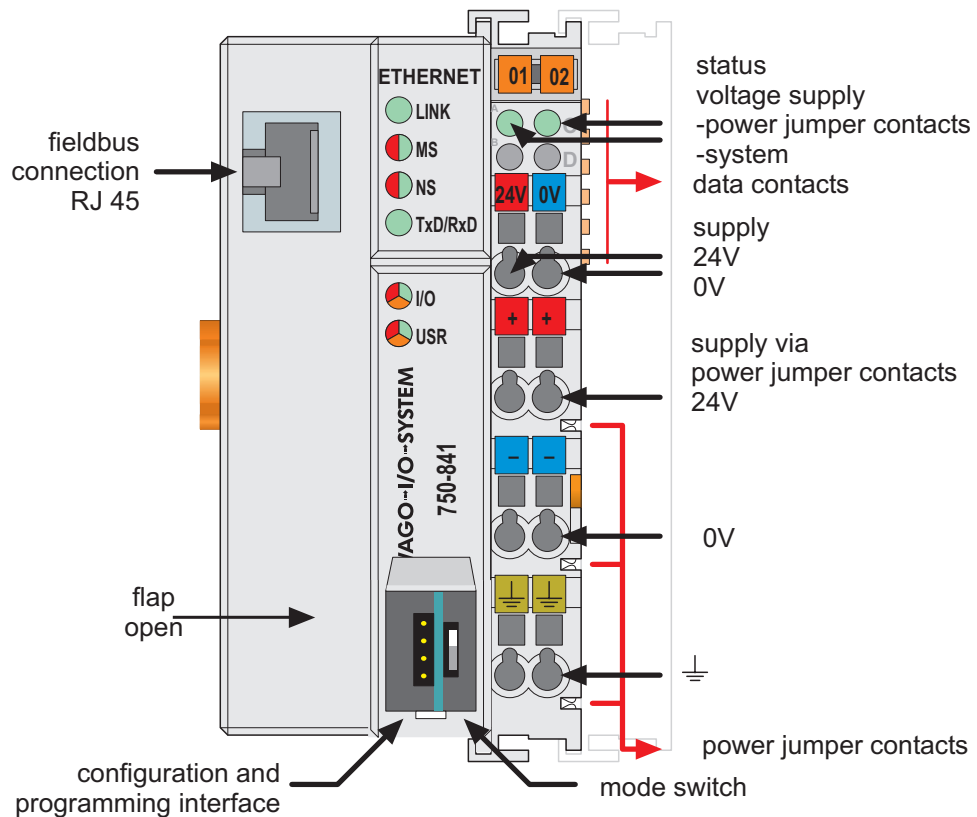 ETHERNET
LINK
MS
NS
TxD/RxD
I/O
USR
WAGO I/O SYSTEM
750-841
01 02
A
C
B
D
24V 0V
+ +
– –
fieldbus
connection
RJ 45
flap
open
configuration and
programming interface
status
voltage supply
-power jumper contacts
-system
data contacts
supply
24V
0V
supply via
power jumper contacts
24V
0V
power jumper contacts
mode switch